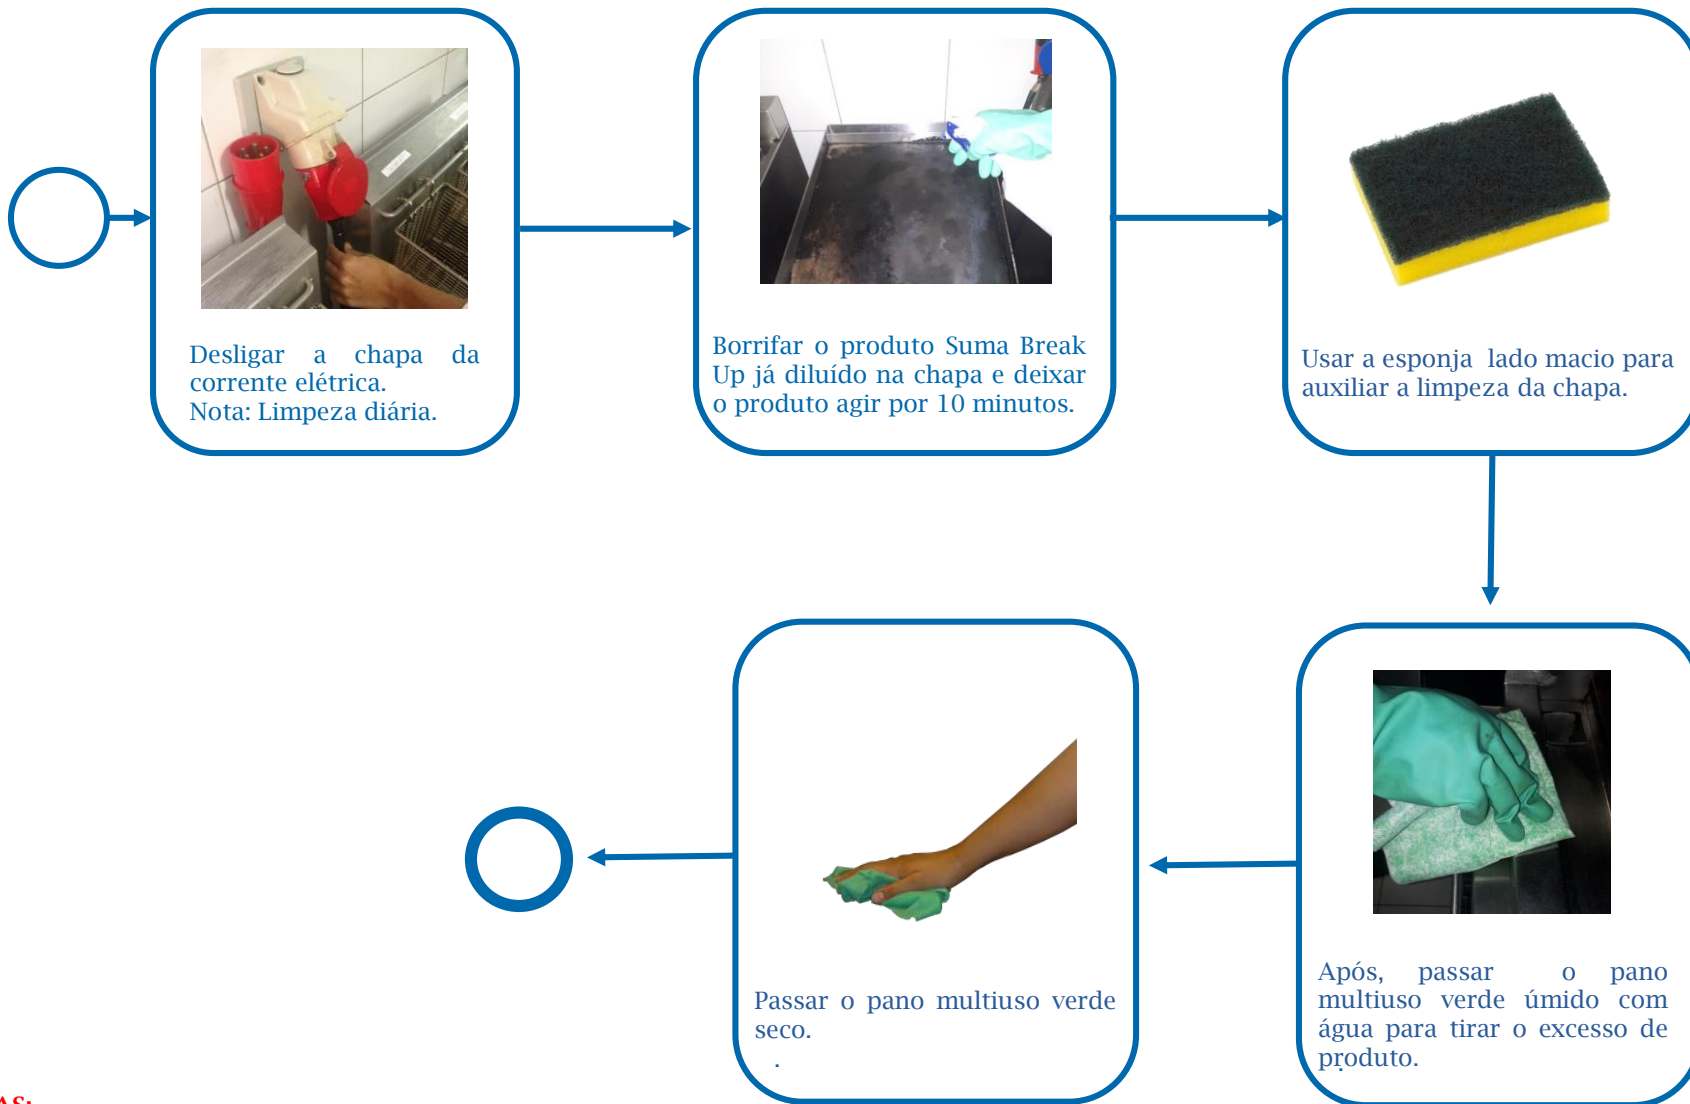 Desligar a chapa da
corrente elétrica.
Nota: Limpeza diária.
Borrifar o produto Suma Break
Up já diluído na chapa e deixar
o produto agir por 10 minutos.
Usar a esponja lado macio para
auxiliar a limpeza da chapa.
Após, passar o pano
multiuso verde úmido com
água para tirar o excesso de
produto.
.
Passar o pano multiuso verde
seco.
.